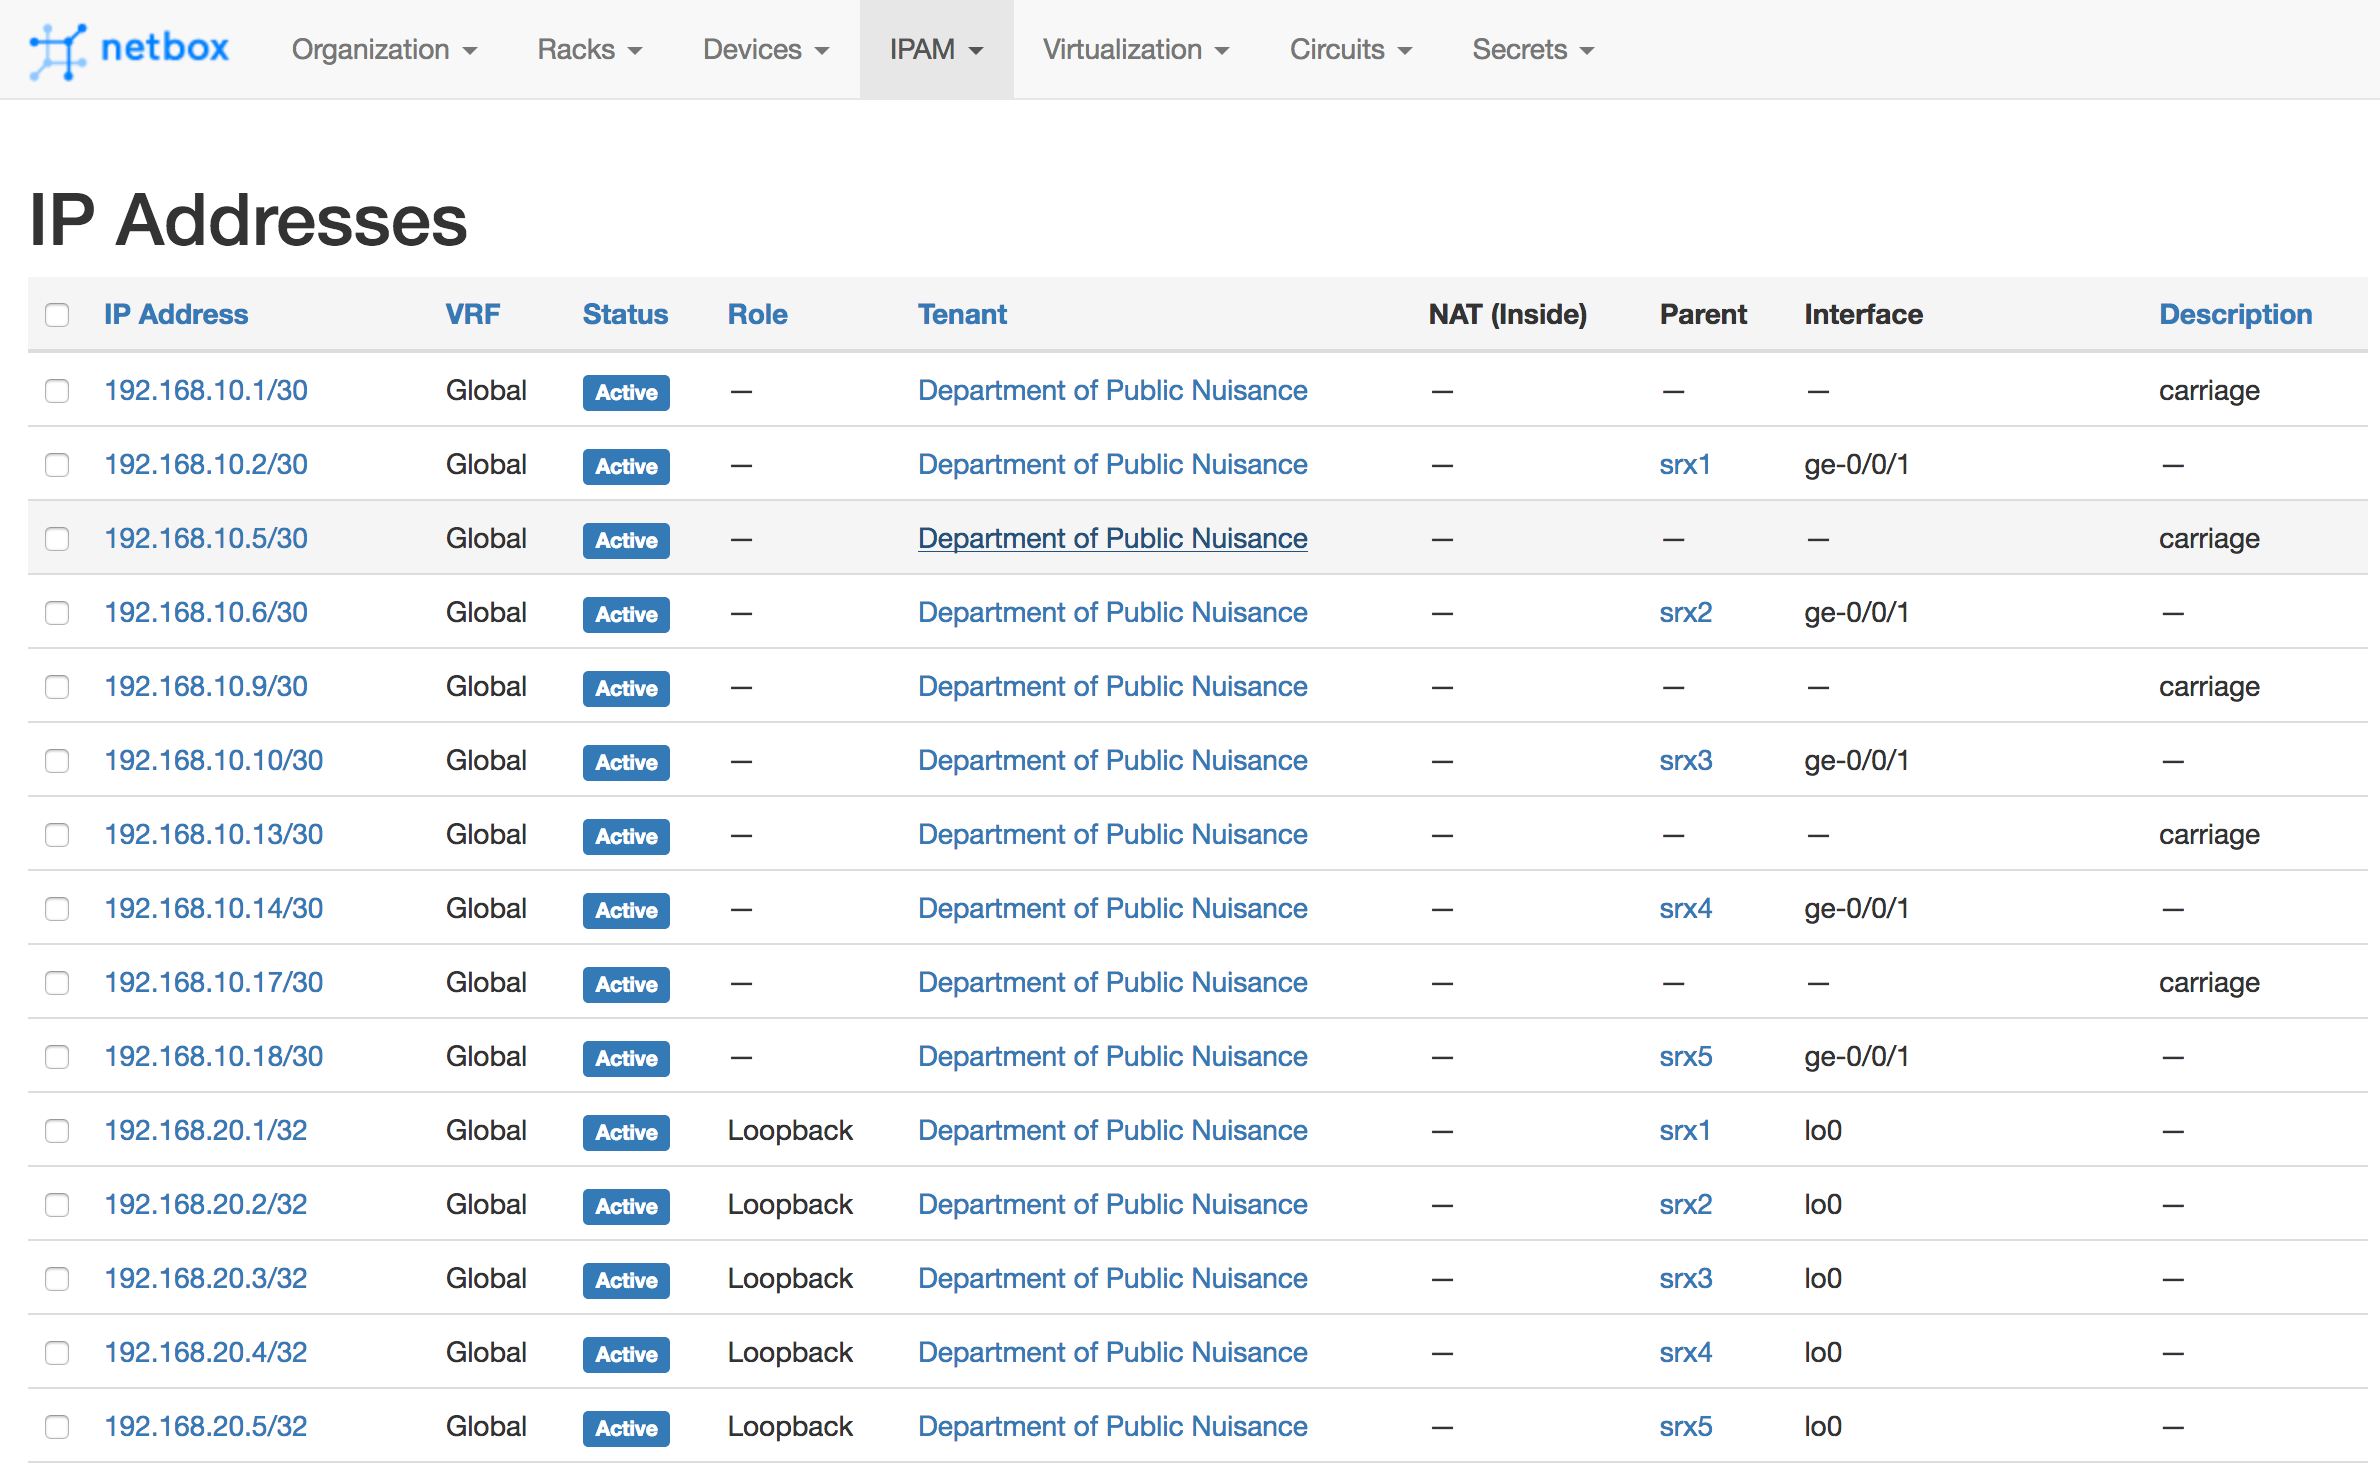 netbox Organization Racks Devices IPAM Virtualization Circuits Secrets
IP Addresses
IP Address VRF Status Role Tenant NAT (Inside) Parent Interface Description
192.168.10.1/30 Global Active — Department of Public Nuisance — — — carriage
192.168.10.2/30 Global Active — Department of Public Nuisance — srx1 ge-0/0/1 —
192.168.10.5/30 Global Active — Department of Public Nuisance — — — carriage
192.168.10.6/30 Global Active — Department of Public Nuisance — srx2 ge-0/0/1 —
192.168.10.9/30 Global Active — Department of Public Nuisance — — — carriage
192.168.10.10/30 Global Active — Department of Public Nuisance — srx3 ge-0/0/1 —
192.168.10.13/30 Global Active — Department of Public Nuisance — — — carriage
192.168.10.14/30 Global Active — Department of Public Nuisance — srx4 ge-0/0/1 —
192.168.10.17/30 Global Active — Department of Public Nuisance — — — carriage
192.168.10.18/30 Global Active — Department of Public Nuisance — srx5 ge-0/0/1 —
192.168.20.1/32 Global Active Loopback Department of Public Nuisance — srx1 lo0 —
192.168.20.2/32 Global Active Loopback Department of Public Nuisance — srx2 lo0 —
192.168.20.3/32 Global Active Loopback Department of Public Nuisance — srx3 lo0 —
192.168.20.4/32 Global Active Loopback Department of Public Nuisance — srx4 lo0 —
192.168.20.5/32 Global Active Loopback Department of Public Nuisance — srx5 lo0 —